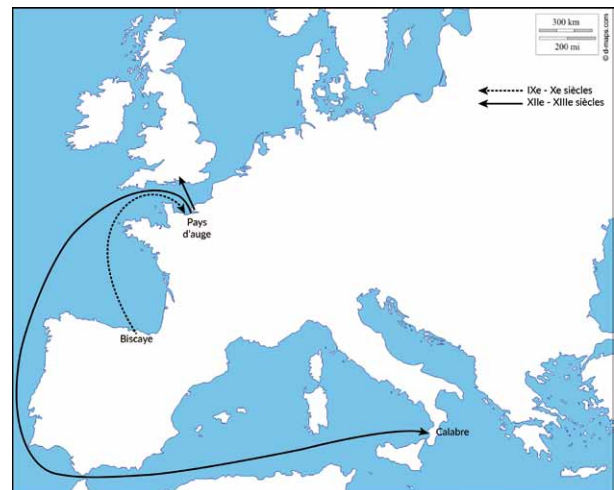 300 km
200 mi
© d-maps.com
IXe - Xe siècles
XIIe - XIIIe siècles
Pays
d'auge
Biscaye
Calabre